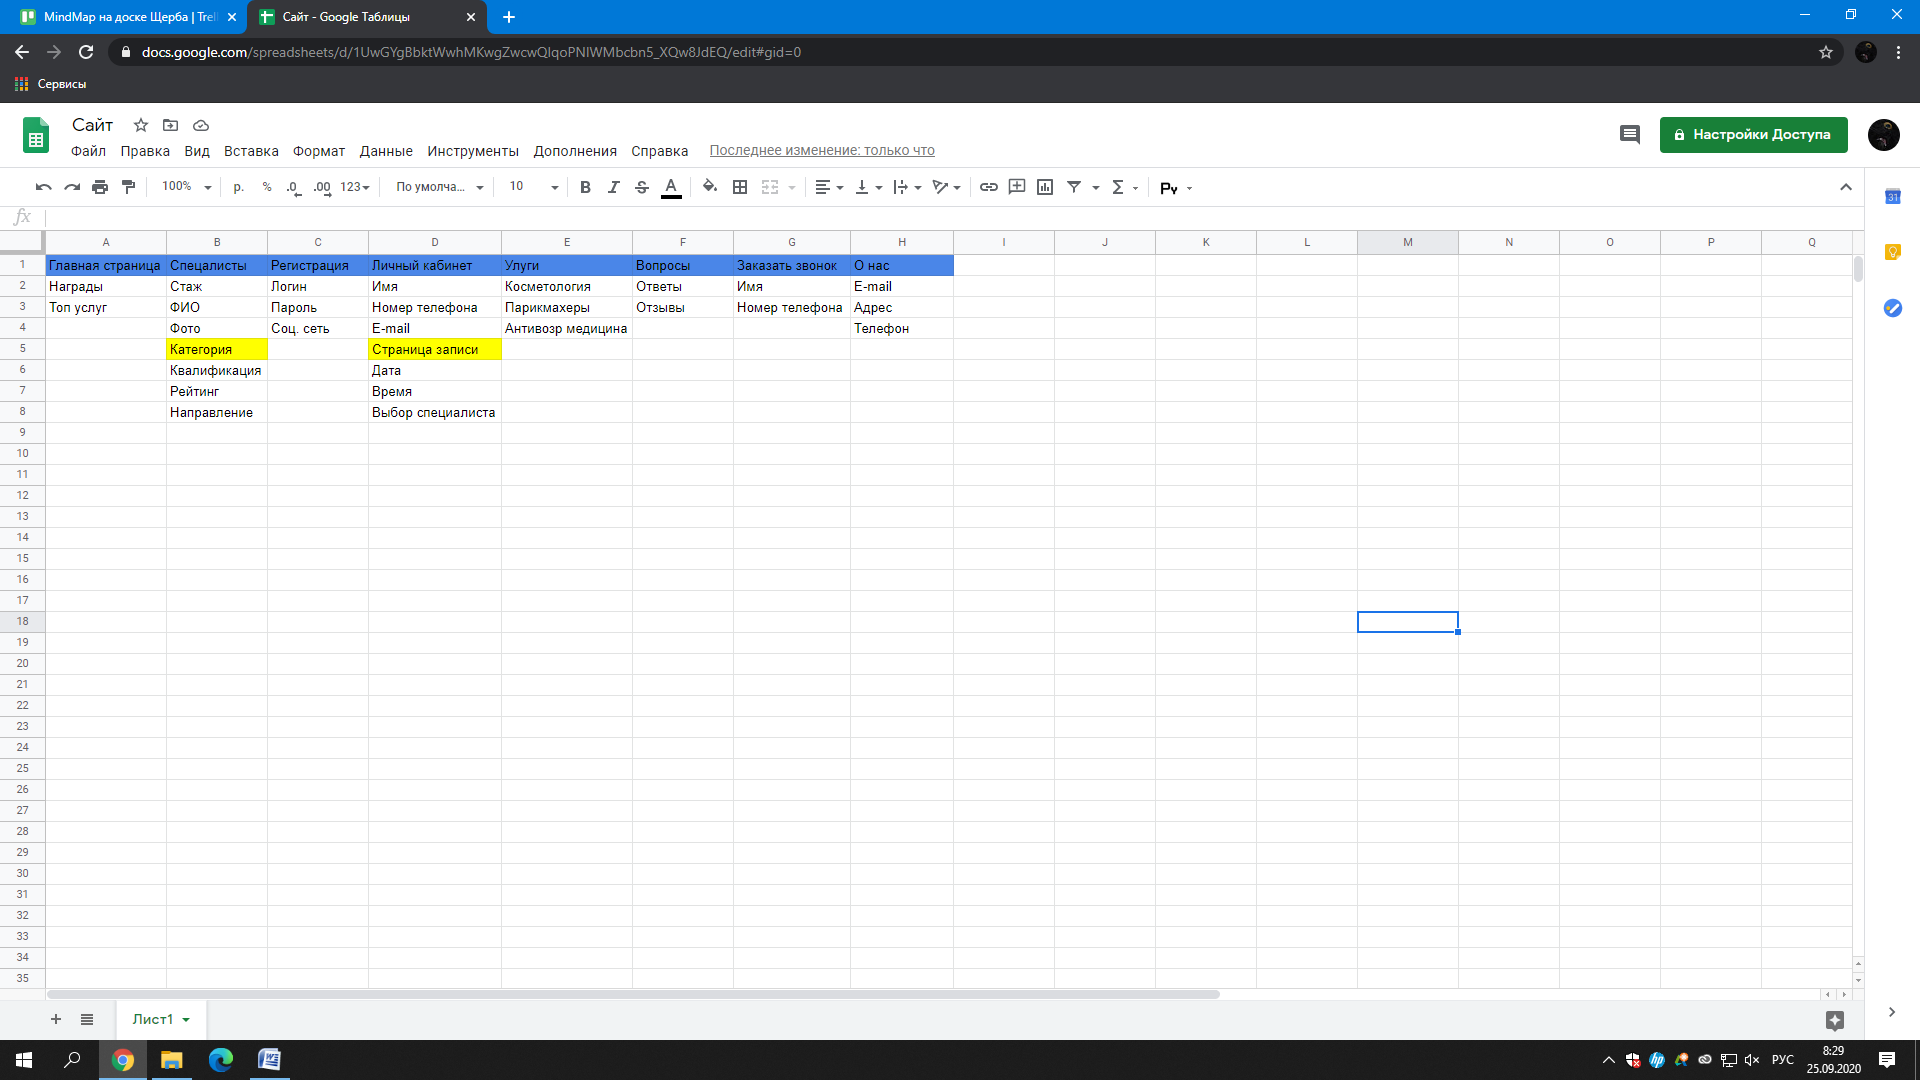 MindMap на доске Щерба | Trel
Сайт - Google Таблицы
docs.google.com/spreadsheets/d/1UwGYgBbktWwhMKwgZwcwQlqoPNIWMbcbn5_XQw8JdEQ/edit#gid=0
Сервисы
Сайт
Файл Правка Вид Вставка Формат Данные Инструменты Дополнения Справка Последнее изменение: только что
Настройки Доступа
100% р. % .0 .00 123 По умолча... 10 B I S A Σ Ру
31
fx
A B C D E F G H I J K L M N O P Q
1 Главная страница Спецалисты Регистрация Личный кабинет Улуги Вопросы Заказать звонок О нас
2 Награды Стаж Логин Имя Косметология Ответы Имя E-mail
3 Топ услуг ФИО Пароль Номер телефона Парикмахеры Отзывы Номер телефона Адрес
4 Фото Соц. сеть E-mail Антивозр медицина Телефон
5 Категория Страница записи
6 Квалификация Дата
7 Рейтинг Время
8 Направление Выбор специалиста
9
10
11
12
13
14
15
16
17
18
19
20
21
22
23
24
25
26
27
28
29
30
31
32
33
34
35
Лист1
РУС
8:29
25.09.2020